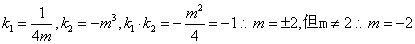 k₁ = 1/(4m), k₂ = −m³, k₁·k₂ = −m²/4 = −1 ∴ m = ±2, 但m ≠ 2 ∴ m = −2